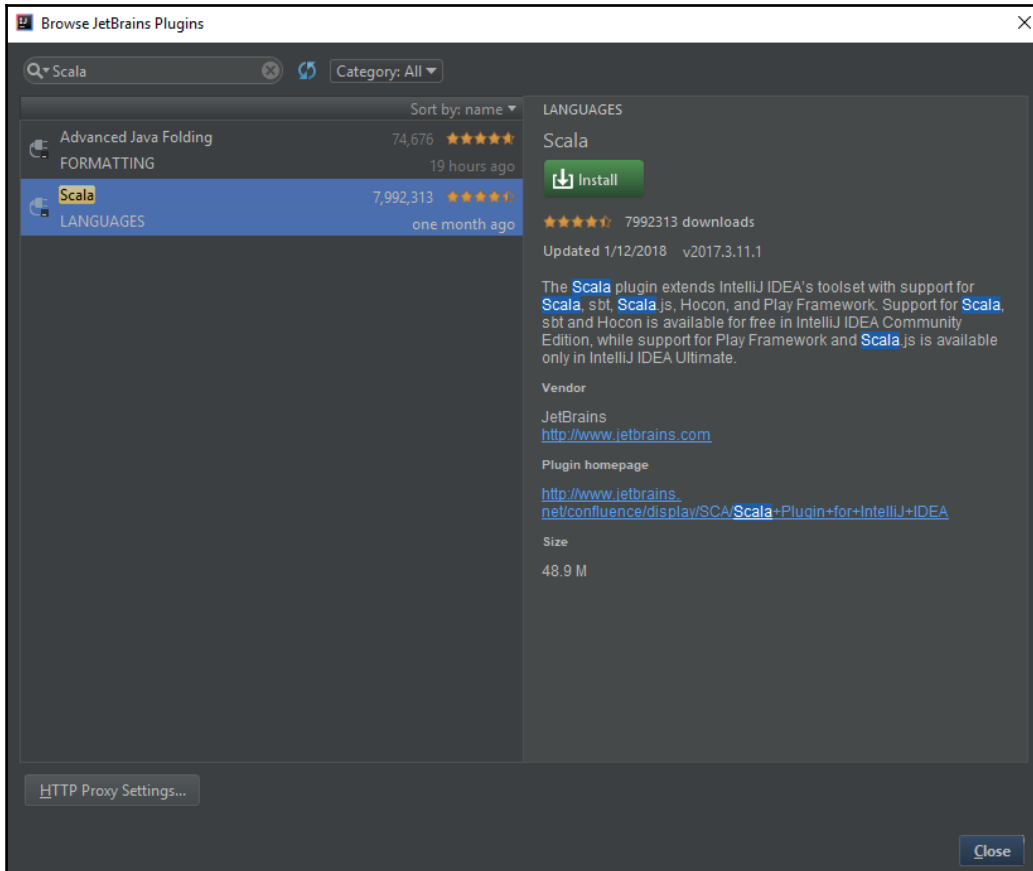 Browse JetBrains Plugins
Scala
Category: All
Sort by: name
Advanced Java Folding
74,676
FORMATTING
19 hours ago
Scala
7,992,313
LANGUAGES
one month ago
LANGUAGES
Scala
Install
7992313 downloads
Updated 1/12/2018 v2017.3.11.1
The Scala plugin extends IntelliJ IDEA's toolset with support for
Scala, sbt, Scala.js, Hocon, and Play Framework. Support for Scala,
sbt and Hocon is available for free in IntelliJ IDEA Community
Edition, while support for Play Framework and Scala.js is available
only in IntelliJ IDEA Ultimate.
Vendor
JetBrains
http://www.jetbrains.com
Plugin homepage
http://www.jetbrains.
net/confluence/display/SCA/Scala+Plugin+for+IntelliJ+IDEA
Size
48.9 M
HTTP Proxy Settings...
Close